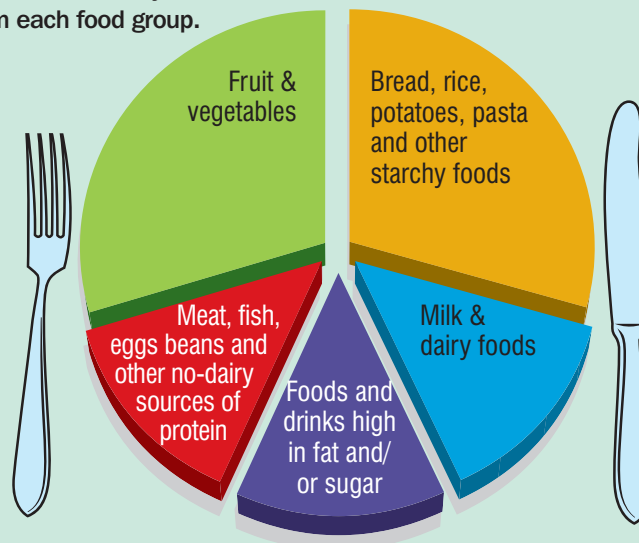 m each food group.
Fruit &
vegetables
Bread, rice,
potatoes, pasta
and other
starchy foods
Meat, fish,
eggs beans and
other no-dairy
sources of
protein
Foods and
drinks high
in fat and/
or sugar
Milk &
dairy foods